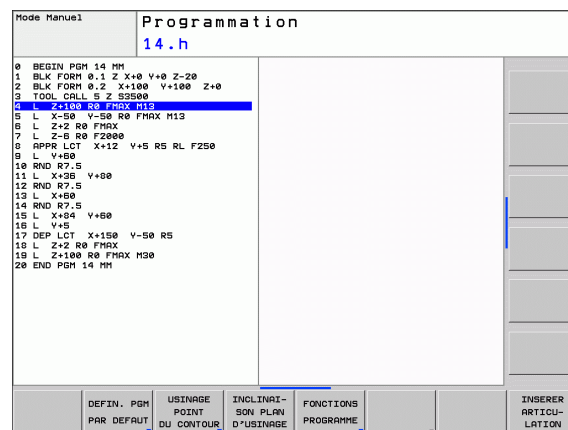 Mode Manuel
Programmation
14.h
0 BEGIN PGM 14 MM
1 BLK FORM 0.1 Z X+0 Y+0 Z-20
2 BLK FORM 0.2 X+100 Y+100 Z+0
3 TOOL CALL 5 Z S3500
4 L Z+100 R0 FMAX M13
5 L X-50 Y-50 R0 FMAX M13
6 L Z+2 R0 FMAX
7 L Z-6 R0 F2000
8 APPR LCT X+12 Y+5 R5 RL F250
9 L Y+60
10 RND R7.5
11 L X+36 Y+80
12 RND R7.5
13 L X+60
14 RND R7.5
15 L X+84 Y+60
16 L Y+5
17 DEP LCT X+150 Y-50 R5
18 L Z+2 R0 FMAX
19 L Z+100 R0 FMAX M30
20 END PGM 14 MM
DEFIN. PGM
PAR DEFAUT
USINAGE
POINT
DU CONTOUR
INCLINAI-
SON PLAN
D'USINAGE
FONCTIONS
PROGRAMME
INSERER
ARTICU-
LATION